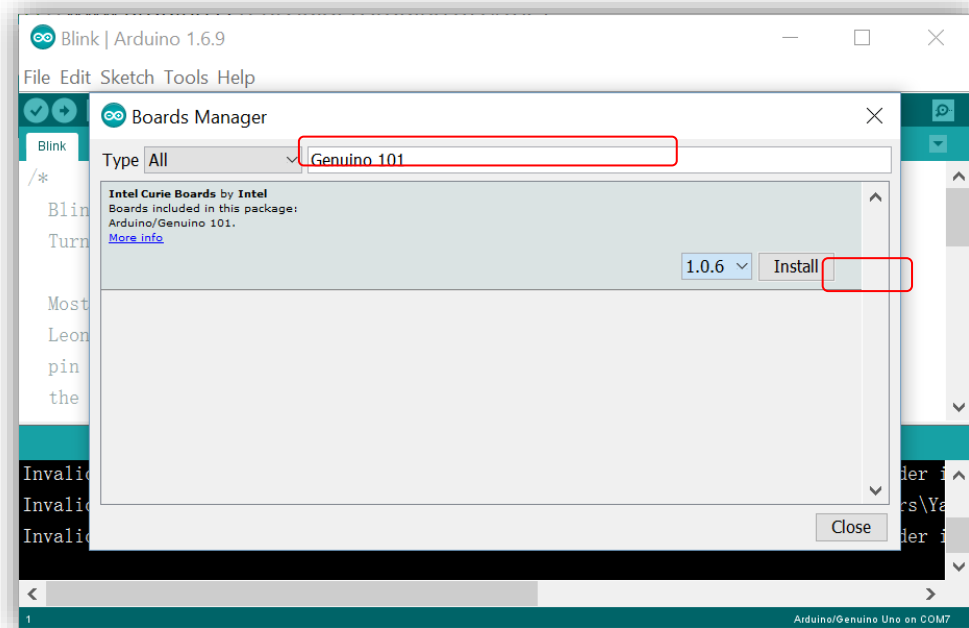 Blink | Arduino 1.6.9
File Edit Sketch Tools Help
Boards Manager
Blink
Type All Genuino 101
/*
Intel Curie Boards by Intel
Boards included in this package:
Arduino/Genuino 101.
More info
Blin
Turn
1.0.6 Install
Most
Leon
pin
the
Invalid der i
Invalid rs\Ya
Invalid der i
Close
1 Arduino/Genuino Uno on COM7